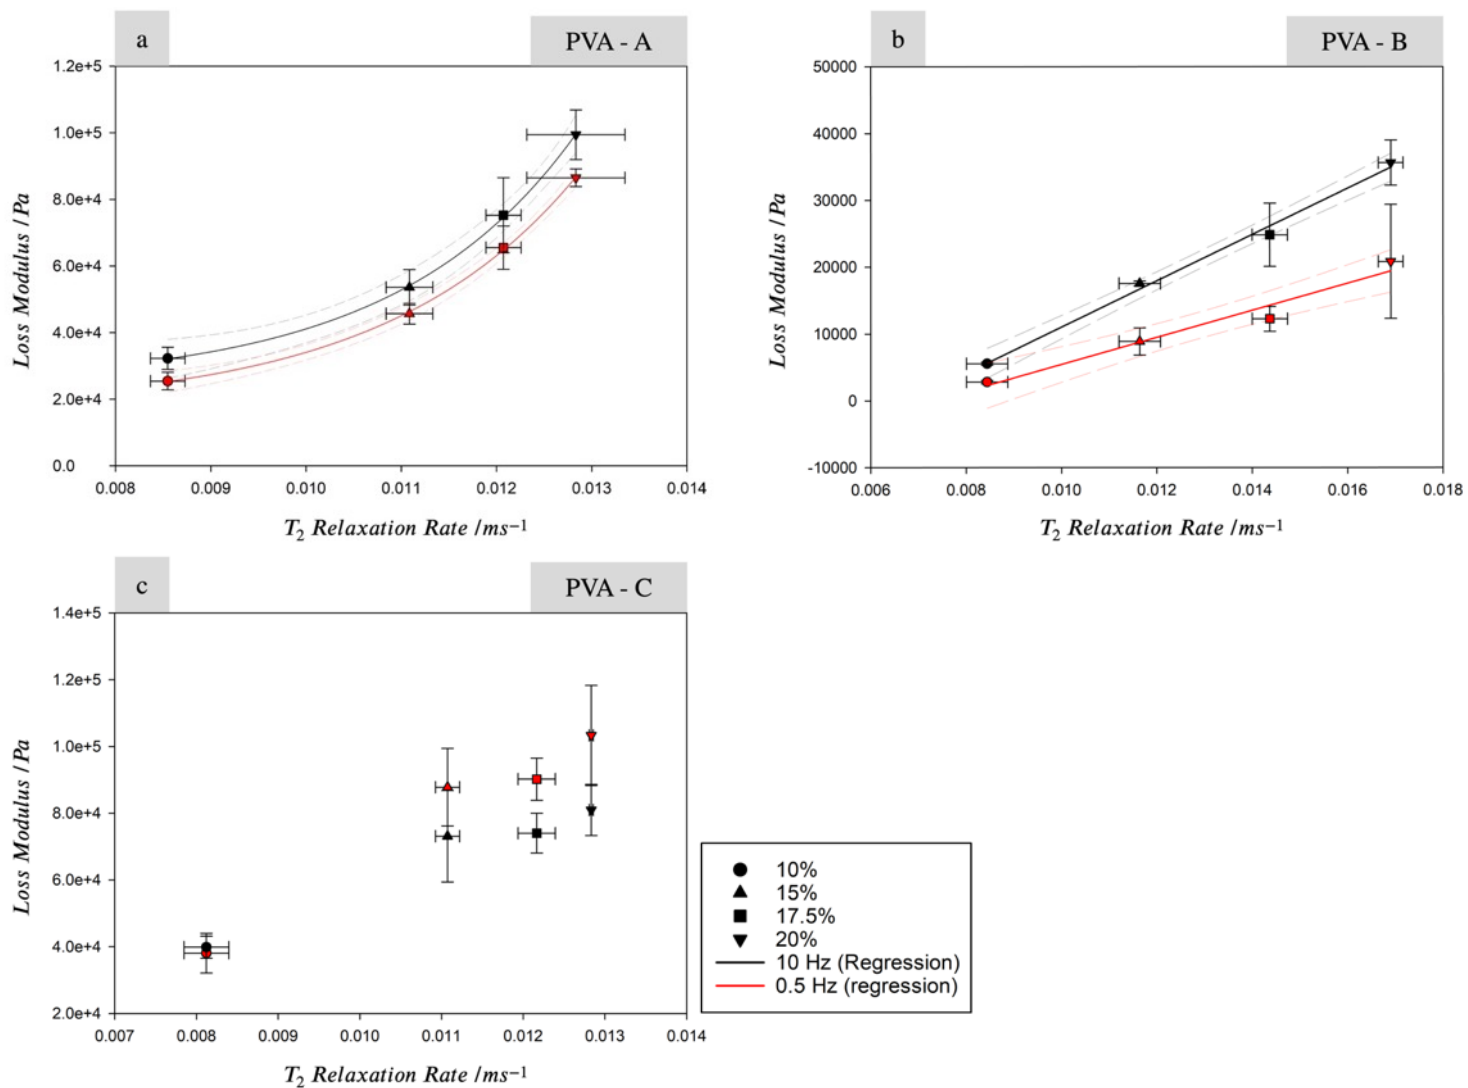 a
PVA - A
1.2e+5
1.0e+5
8.0e+4
6.0e+4
4.0e+4
2.0e+4
0.0
Loss Modulus /Pa
0.008 0.009 0.010 0.011 0.012 0.013 0.014
T₂ Relaxation Rate /ms⁻¹
b
PVA - B
50000
40000
30000
20000
10000
0
-10000
Loss Modulus /Pa
0.006 0.008 0.010 0.012 0.014 0.016 0.018
T₂ Relaxation Rate /ms⁻¹
c
PVA - C
1.4e+5
1.2e+5
1.0e+5
8.0e+4
6.0e+4
4.0e+4
2.0e+4
Loss Modulus /Pa
0.007 0.008 0.009 0.010 0.011 0.012 0.013 0.014
T₂ Relaxation Rate /ms⁻¹
10%
15%
17.5%
20%
10 Hz (Regression)
0.5 Hz (regression)